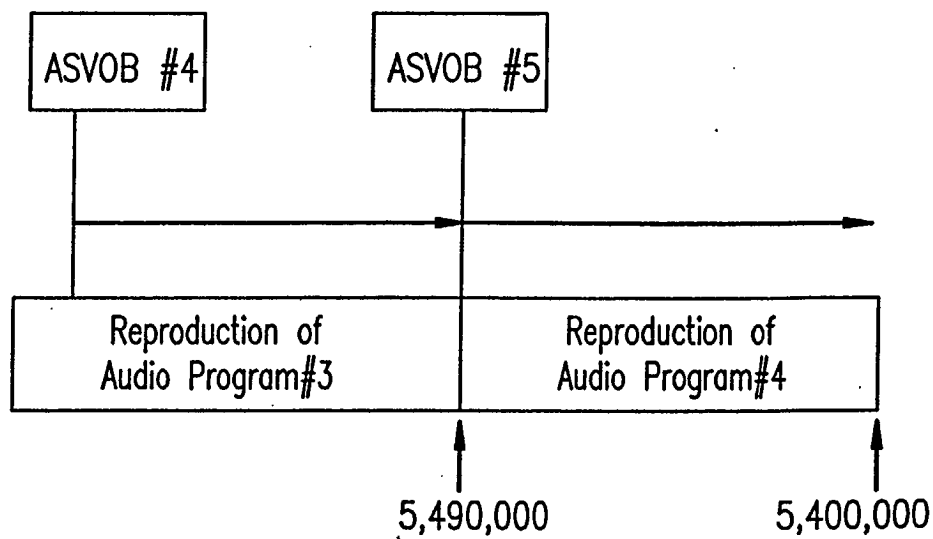 ASVOB #4
ASVOB #5
Reproduction of
Audio Program#3
Reproduction of
Audio Program#4
5,490,000
5,400,000